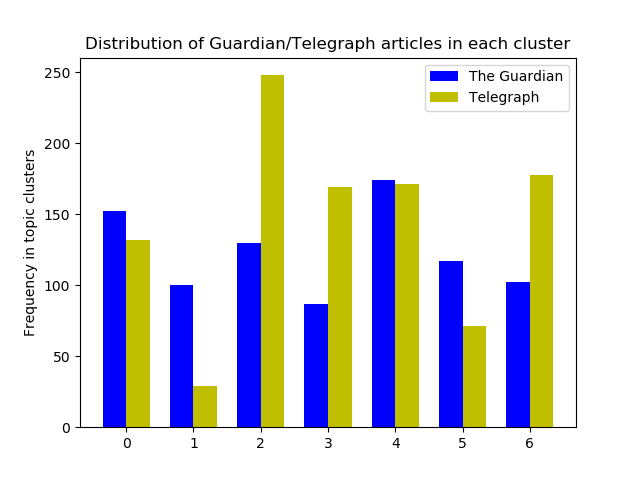 Distribution of Guardian/Telegraph articles in each cluster
The Guardian
Telegraph
Frequency in topic clusters
250
200
150
100
50
0
0 1 2 3 4 5 6